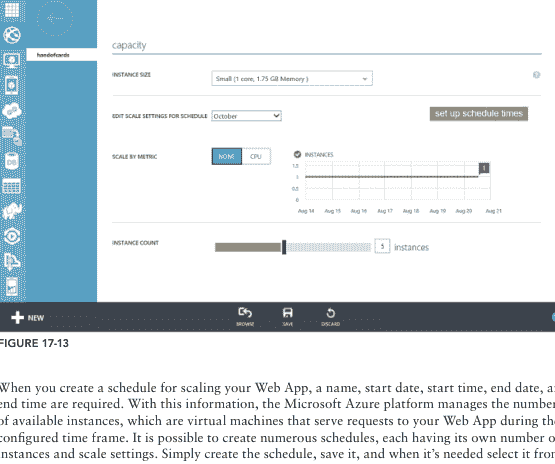 capacity
handofcards
INSTANCE SIZE
Small (1 core, 1.75 GB Memory )
EDIT SCALE SETTINGS FOR SCHEDULE
October
set up schedule times
SCALE BY METRIC
NONE
CPU
INSTANCES
1
1.5
1
0.5
0
Aug 14 Aug 15 Aug 16 Aug 17 Aug 18 Aug 19 Aug 20 Aug 21
INSTANCE COUNT
5
instances
NEW
BROWSE
SAVE
DISCARD
FIGURE 17-13
When you create a schedule for scaling your Web App, a name, start date, start time, end date,
end time are required. With this information, the Microsoft Azure platform manages the number
of available instances, which are virtual machines that serve requests to your Web App during
configured time frame. It is possible to create numerous schedules, each having its own number
instances and scale settings. Simply create the schedule, save it, and when it's needed select it